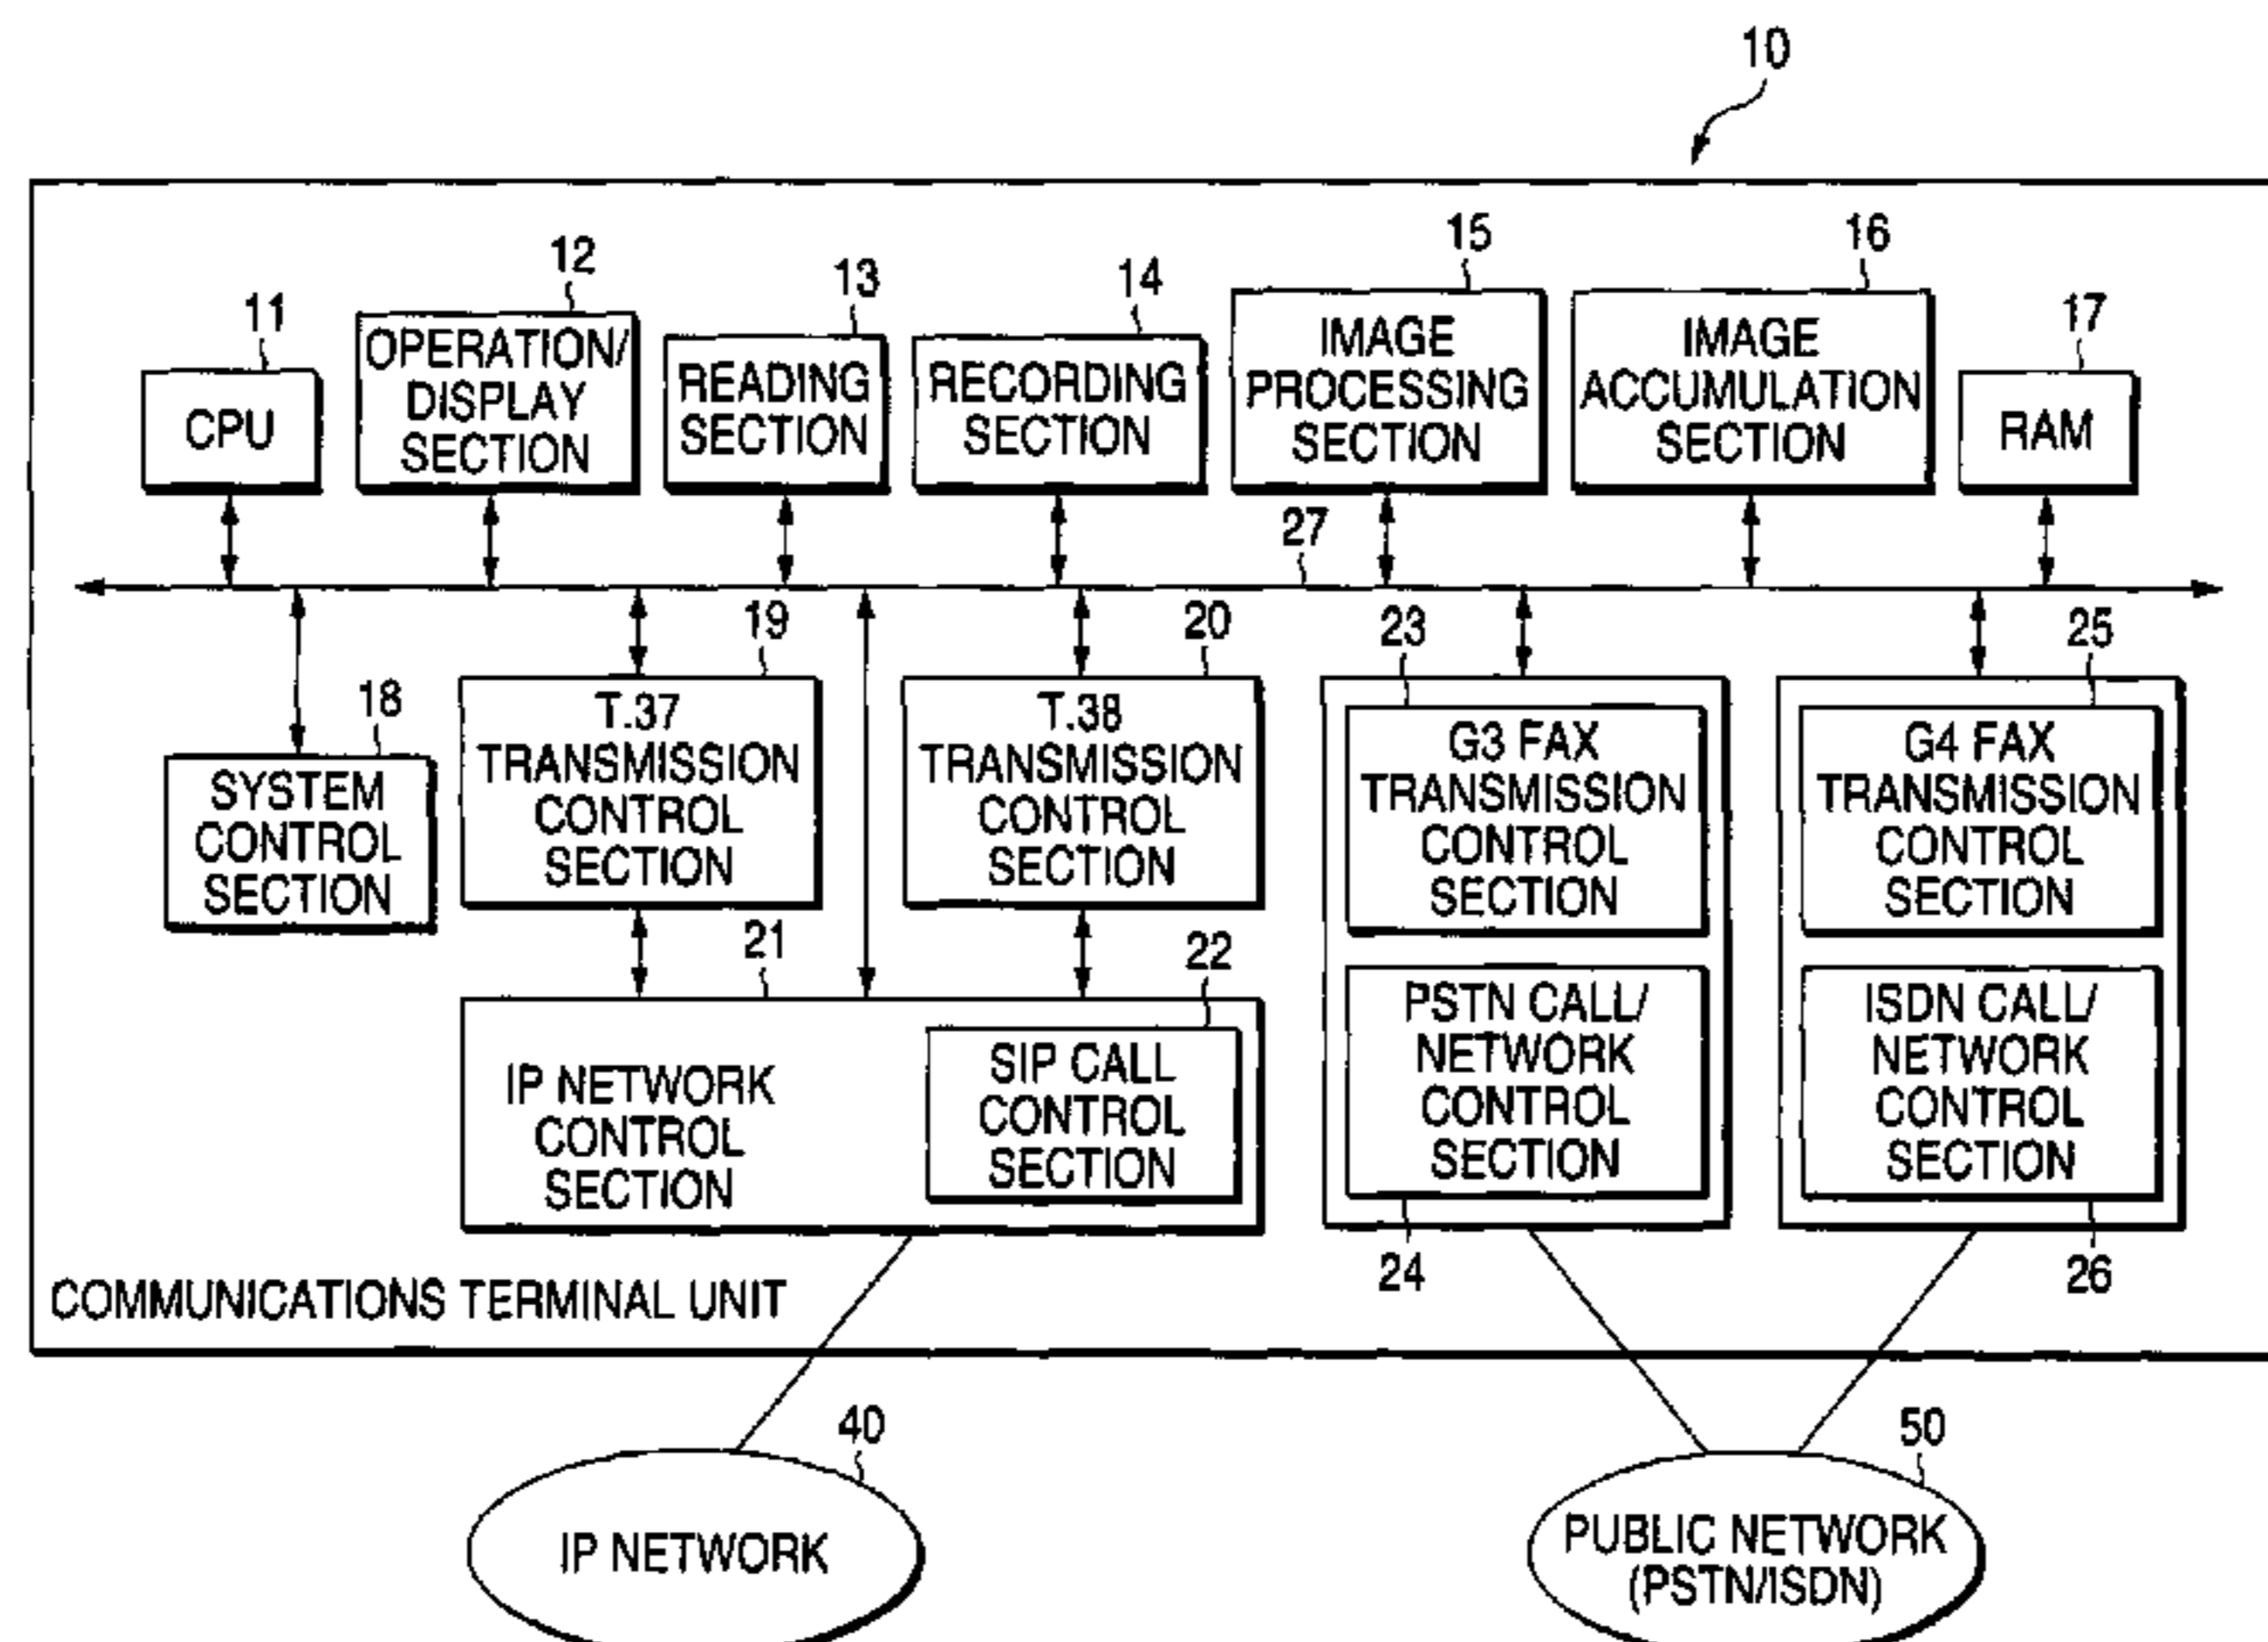 10
11
CPU
12
OPERATION/
DISPLAY
SECTION
13
READING
SECTION
14
RECORDING
SECTION
15
IMAGE
PROCESSING
SECTION
16
IMAGE
ACCUMULATION
SECTION
17
RAM
27
18
SYSTEM
CONTROL
SECTION
19
T.37
TRANSMISSION
CONTROL
SECTION
20
T.38
TRANSMISSION
CONTROL
SECTION
21
IP NETWORK
CONTROL
SECTION
22
SIP CALL
CONTROL
SECTION
23
G3 FAX
TRANSMISSION
CONTROL
SECTION
PSTN CALL/
NETWORK
CONTROL
SECTION
24
25
G4 FAX
TRANSMISSION
CONTROL
SECTION
ISDN CALL/
NETWORK
CONTROL
SECTION
26
COMMUNICATIONS TERMINAL UNIT
40
IP NETWORK
50
PUBLIC NETWORK
(PSTN/ISDN)